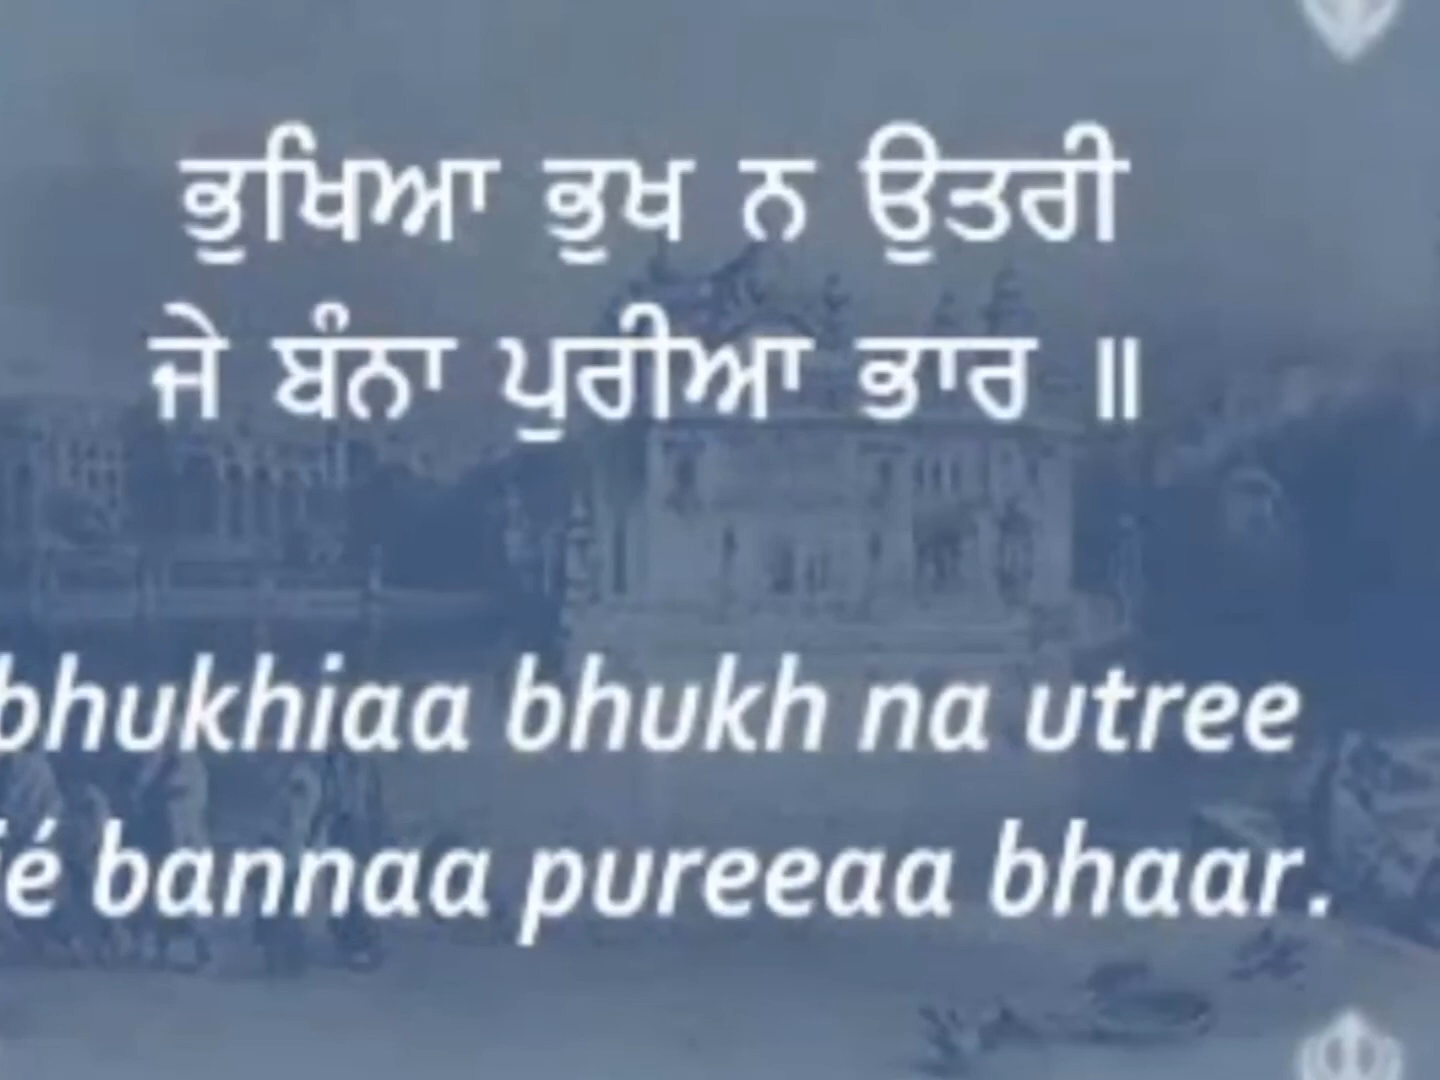 ਭੁਖਿਆ ਭੁਖ ਨ ਉਤਰੀ
ਜੇ ਬੰਨਾ ਪੁਰੀਆ ਭਾਰ ॥
bhukhiaa bhukh na utree
jé bannaa pureeaa bhaar.